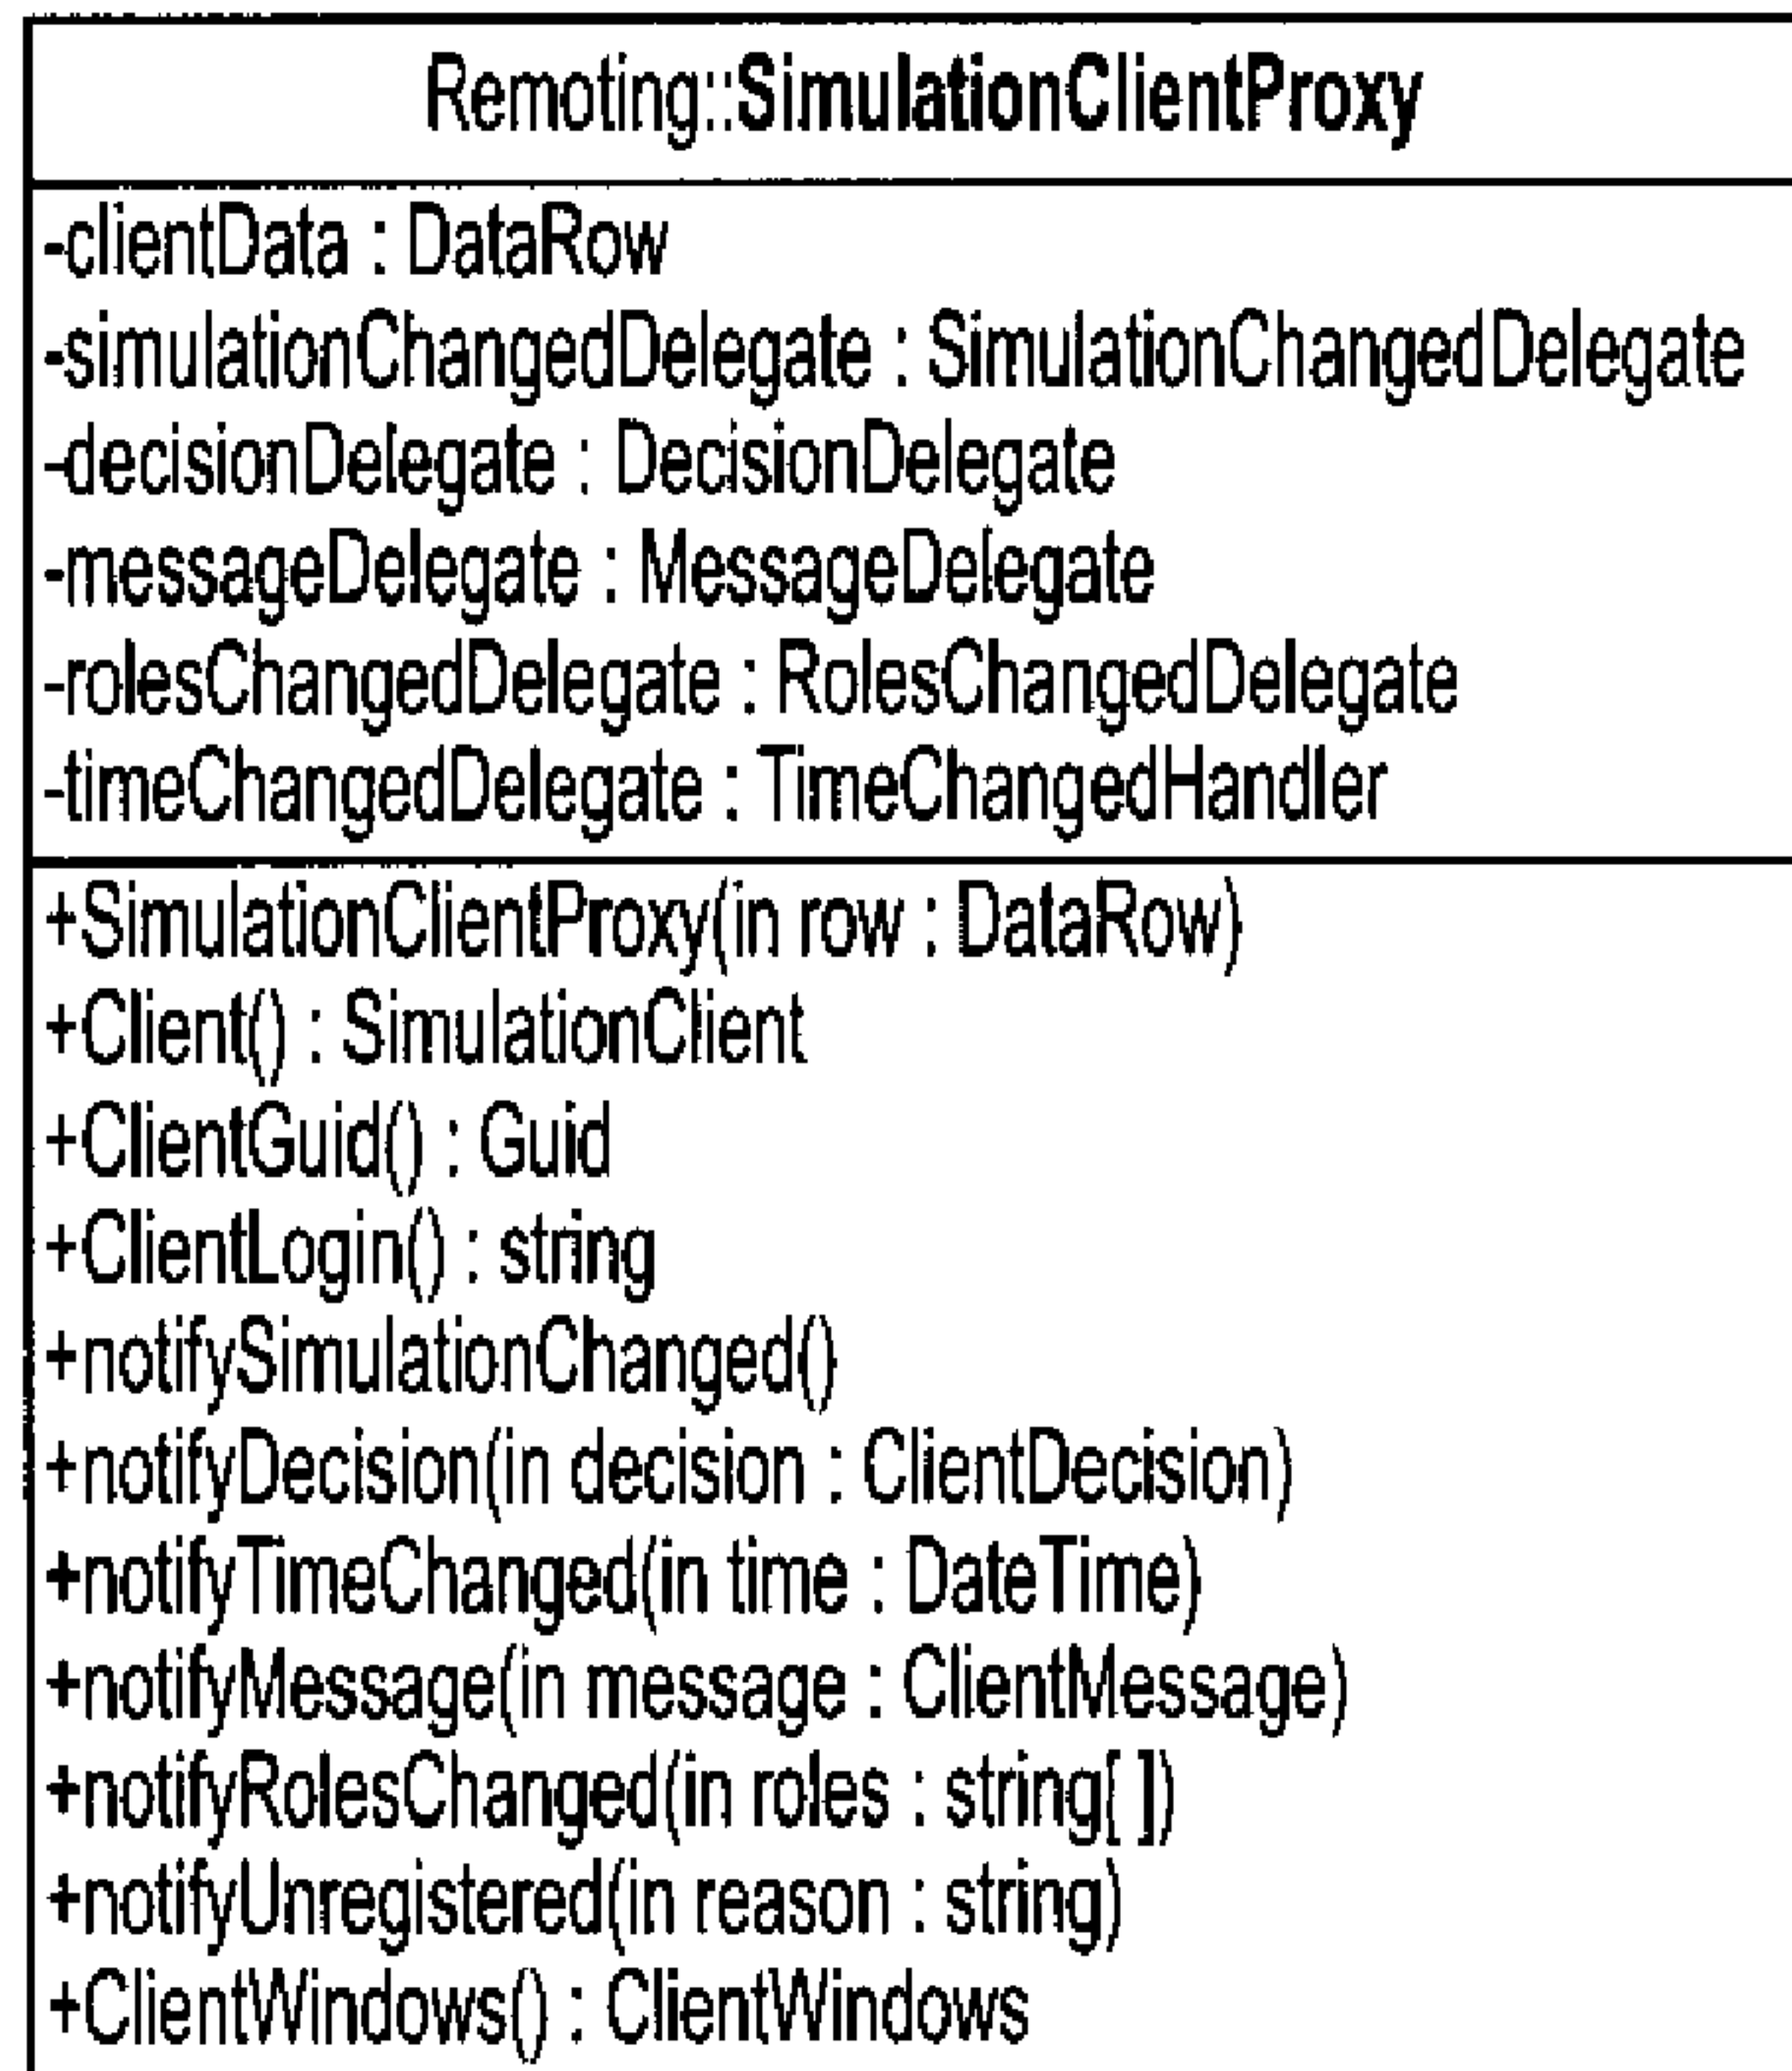 Remoting::SimulationClientProxy
-clientData : DataRow
-simulationChangedDelegate : SimulationChangedDelegate
-decisionDelegate : DecisionDelegate
-messageDelegate : MessageDelegate
-rolesChangedDelegate : RolesChangedDelegate
-timeChangedDelegate : TimeChangedHandler
+SimulationClientProxy(in row : DataRow)
+Client() : SimulationClient
+ClientGuid() : Guid
+ClientLogin() : string
+notifySimulationChanged()
+notifyDecision(in decision : ClientDecision)
+notifyTimeChanged(in time : DateTime)
+notifyMessage(in message : ClientMessage)
+notifyRolesChanged(in roles : string[ ])
+notifyUnregistered(in reason : string)
+ClientWindows() : ClientWindows